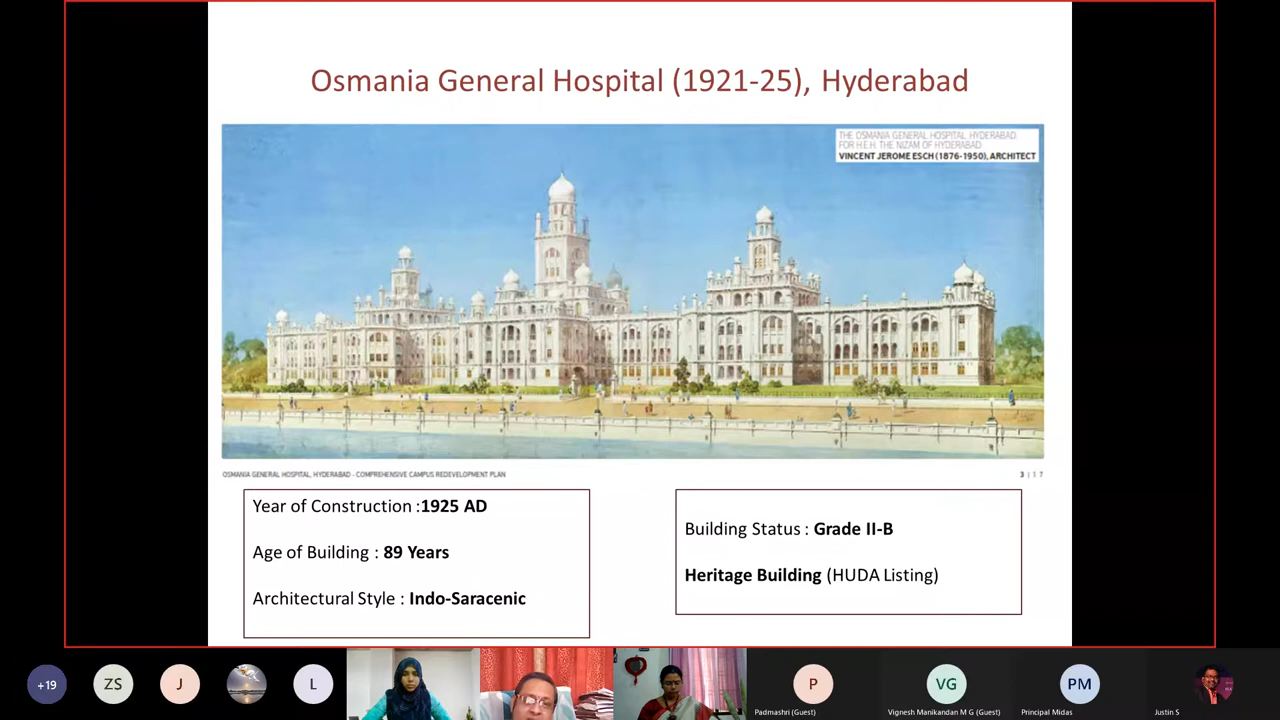 Osmania General Hospital (1921-25), Hyderabad
THE OSMANIA GENERAL HOSPITAL, HYDERABAD.
FOR H.E.H. THE NIZAM OF HYDERABAD
VINCENT JEROME ESCH (1876-1950), ARCHITECT
OSMANIA GENERAL HOSPITAL, HYDERABAD - COMPREHENSIVE CAMPUS REDEVELOPMENT PLAN
3 | 1 7
Year of Construction :1925 AD
Age of Building : 89 Years
Architectural Style : Indo-Saracenic
Building Status : Grade II-B
Heritage Building (HUDA Listing)
+19
ZS
J
L
P
VG
PM
Padmashri (Guest)
Vignesh Manikandan M G (Guest)
Principal Midas
Justin S